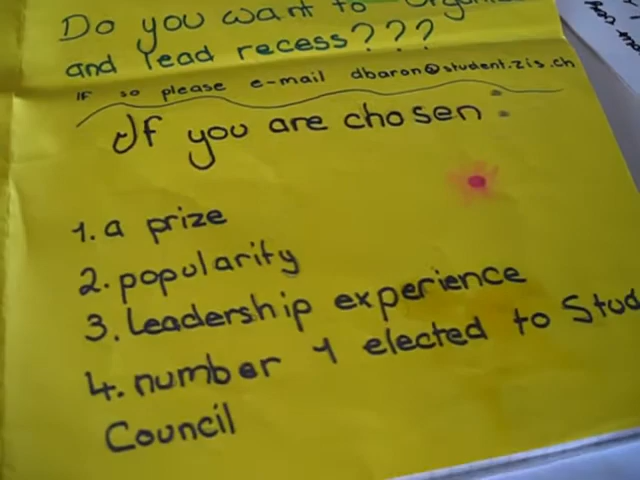 Do you want to
and lead recess???
IF so please e-mail dbaron@student.zis.ch
If you are chosen:
1. a prize
2. popularity
3. leadership experience
4. number 1 elected to Stud
Council